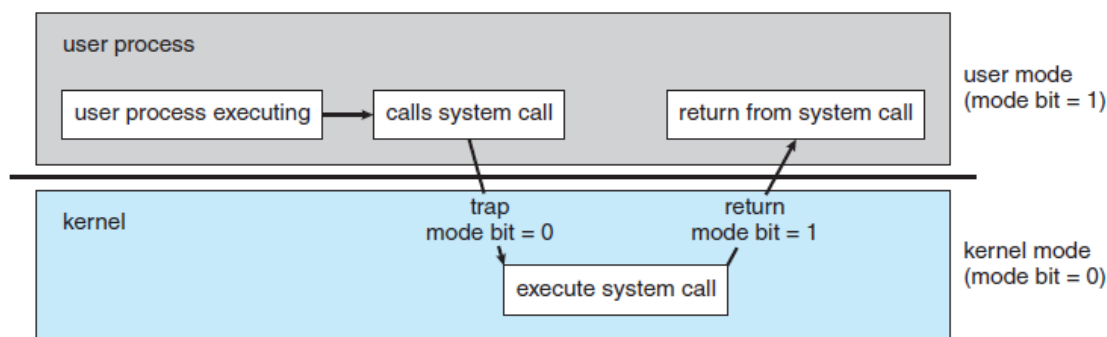 user process
user process executing
calls system call
return from system call
user mode
(mode bit = 1)
kernel
trap
mode bit = 0
return
mode bit = 1
execute system call
kernel mode
(mode bit = 0)